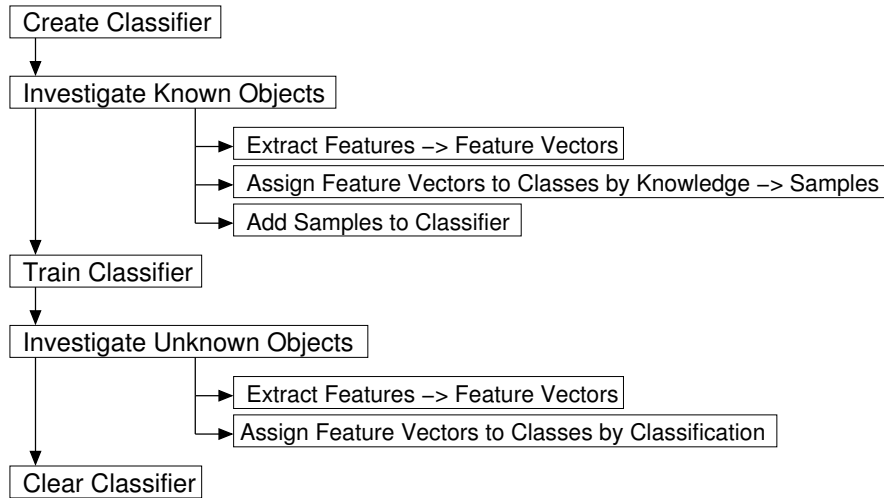 Create Classifier
Investigate Known Objects
Extract Features −> Feature Vectors
Assign Feature Vectors to Classes by Knowledge −> Samples
Add Samples to Classifier
Train Classifier
Investigate Unknown Objects
Extract Features −> Feature Vectors
Assign Feature Vectors to Classes by Classification
Clear Classifier